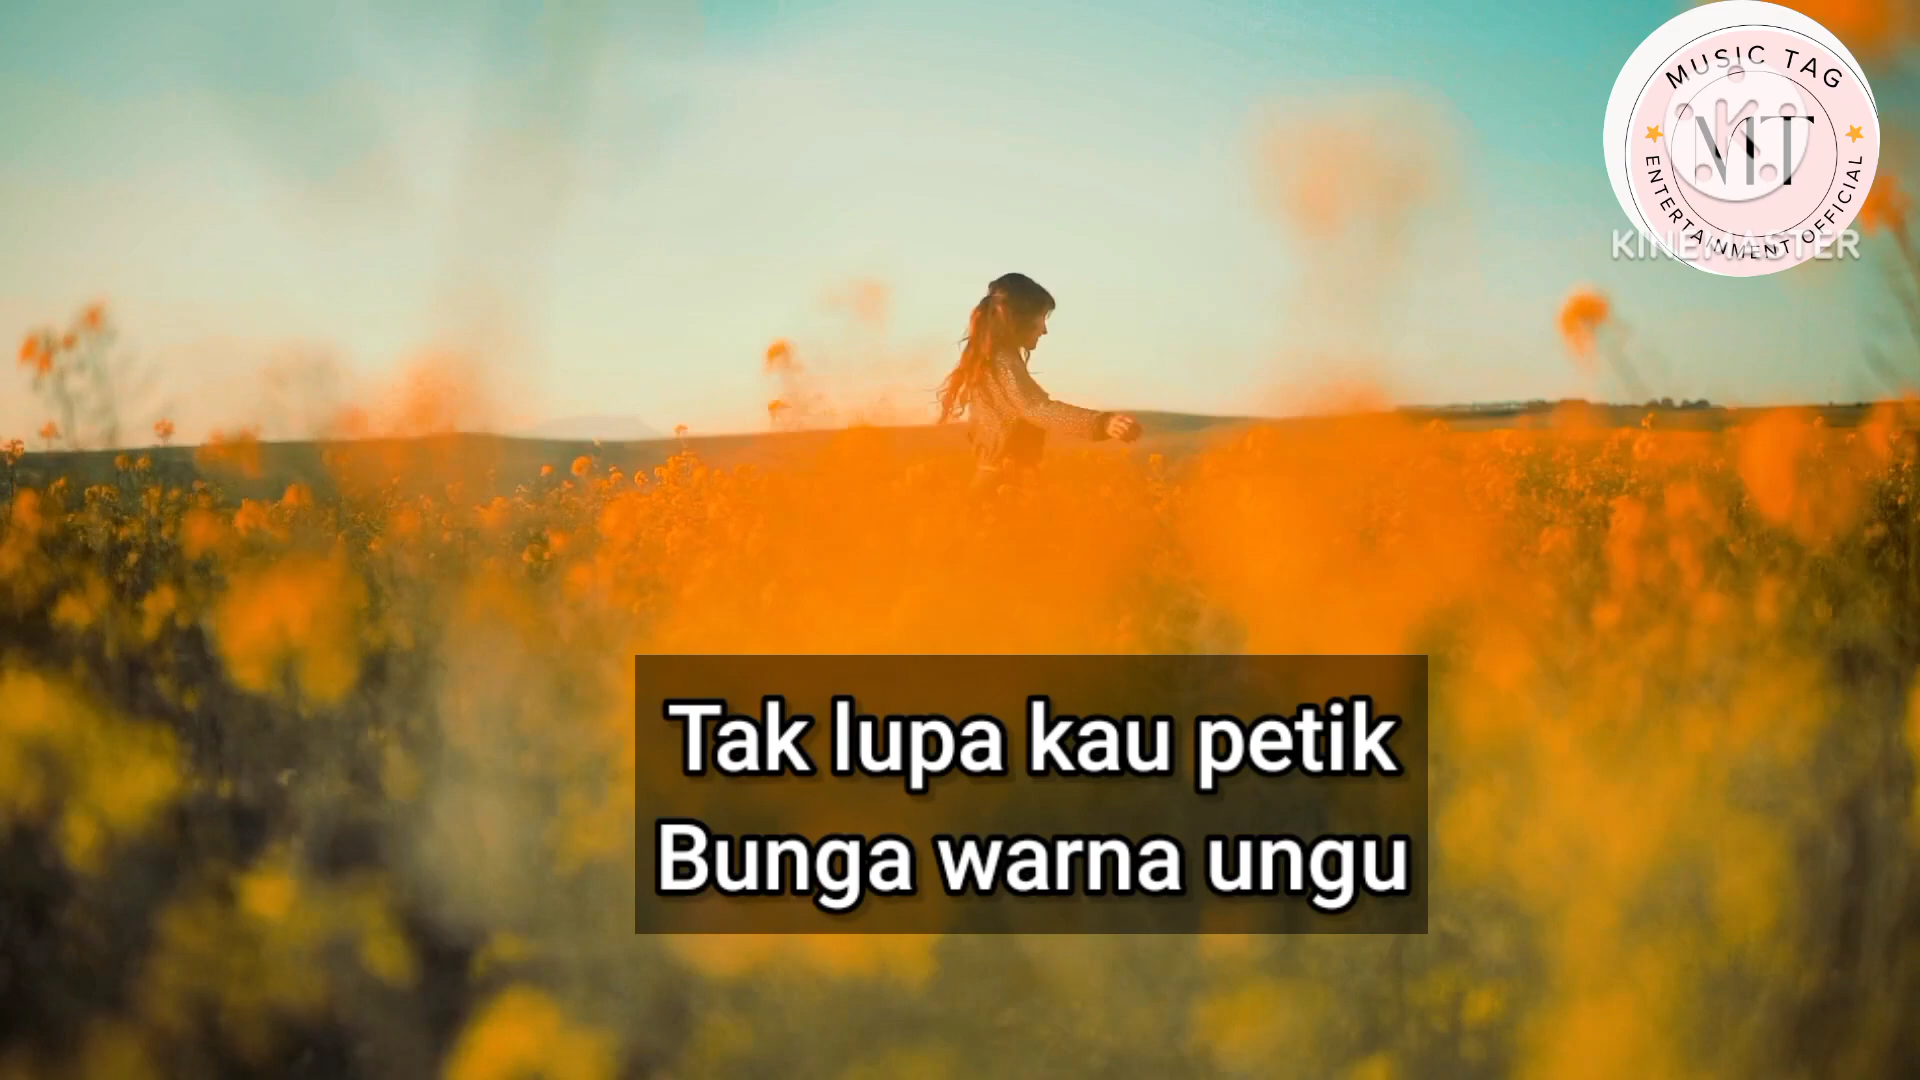 MUSIC TAG
MT
ENTERTAINMENT OFFICIAL
KINEMASTER
Tak lupa kau petik
Bunga warna ungu